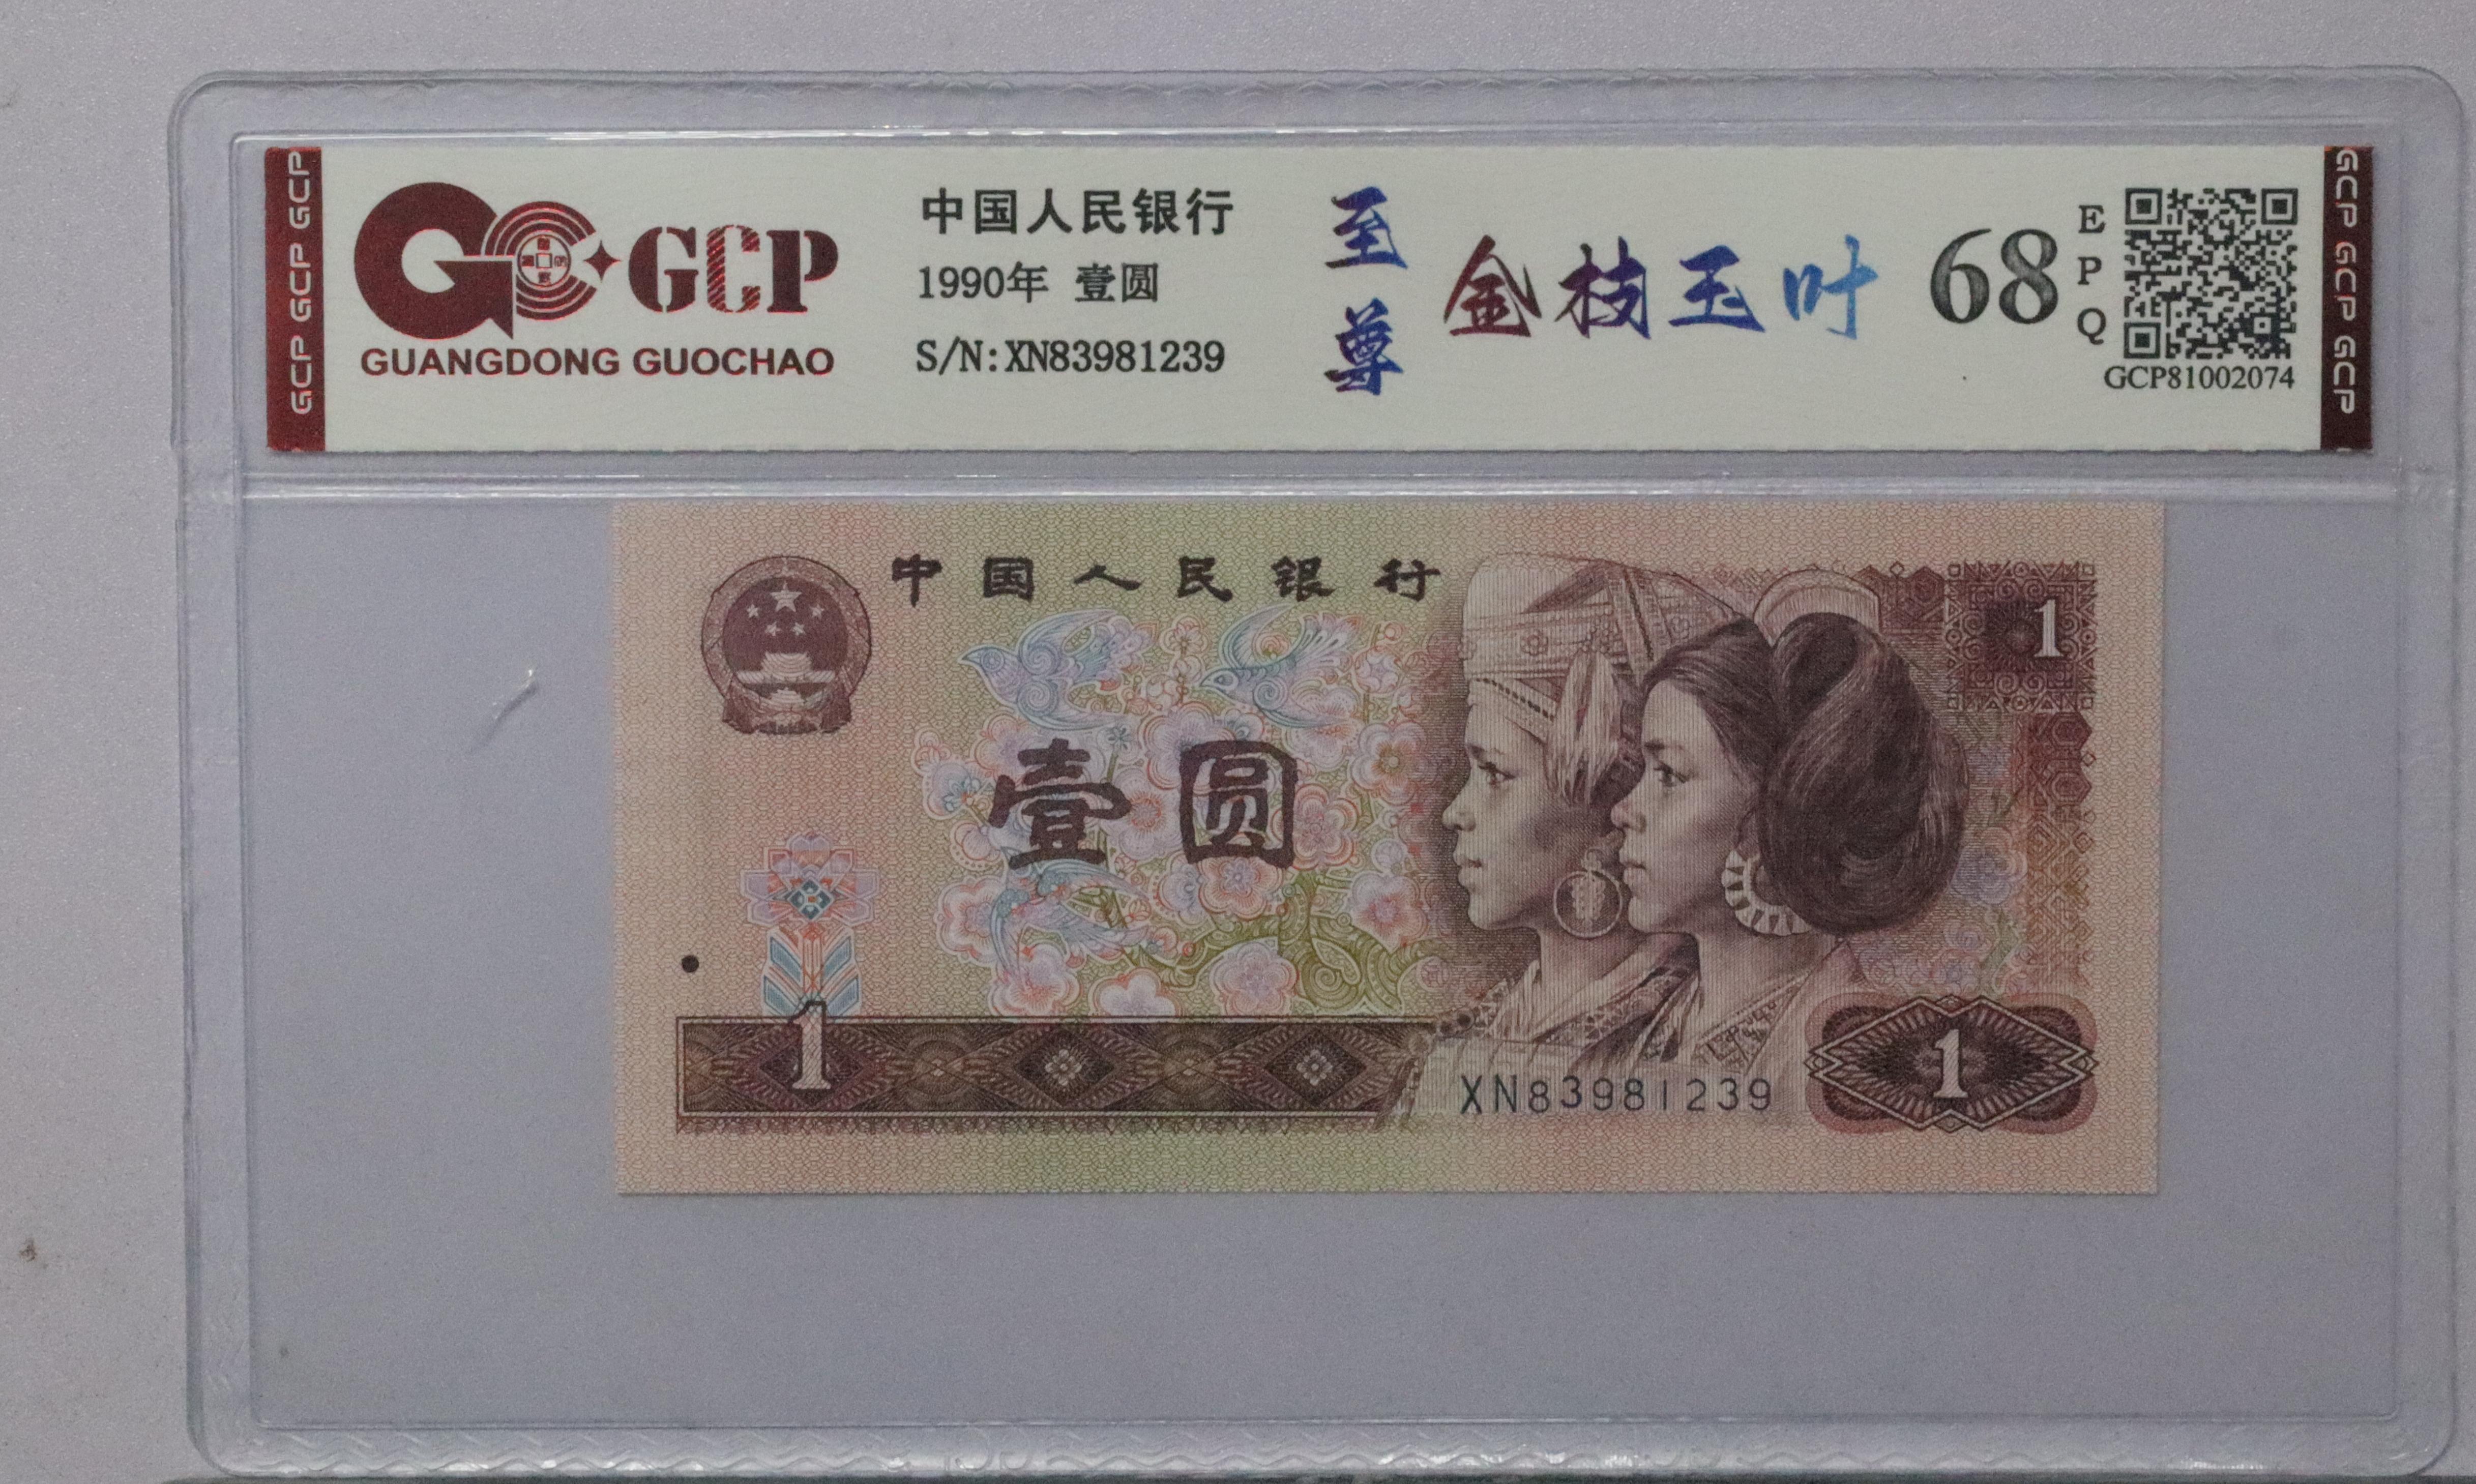 GCP GCP GCP
GCP
GUANGDONG GUOCHAO
中国人民银行
1990年 壹圆
S/N:XN83981239
至尊
金枝玉叶
68
EPQ
GCP81002074
GCP GCP GCP
中国人民银行
1
壹圆
1
XN83981239
1